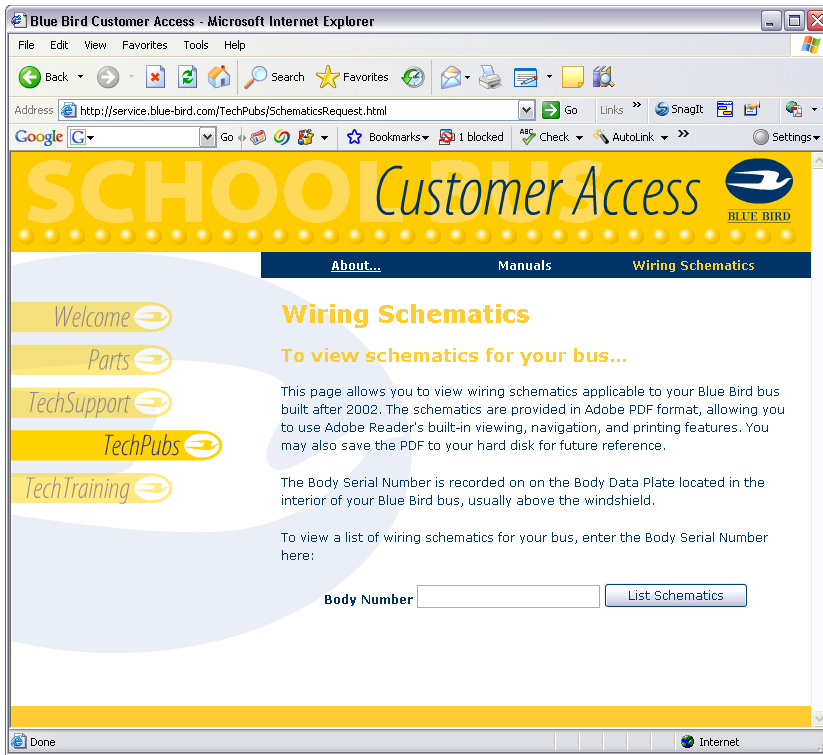 Blue Bird Customer Access - Microsoft Internet Explorer
File Edit View Favorites Tools Help
Back Search Favorites
Address http://service.blue-bird.com/TechPubs/SchematicsRequest.html Go Links » SnagIt
Google G Go Bookmarks 1 blocked ABC Check AutoLink » Settings
SCHOOL BUS
Customer Access
BLUE BIRD
About... Manuals Wiring Schematics
Welcome
Parts
TechSupport
TechPubs
TechTraining
Wiring Schematics
To view schematics for your bus...
This page allows you to view wiring schematics applicable to your Blue Bird bus
built after 2002. The schematics are provided in Adobe PDF format, allowing you
to use Adobe Reader's built-in viewing, navigation, and printing features. You
may also save the PDF to your hard disk for future reference.
The Body Serial Number is recorded on on the Body Data Plate located in the
interior of your Blue Bird bus, usually above the windshield.
To view a list of wiring schematics for your bus, enter the Body Serial Number
here:
Body Number List Schematics
Done Internet